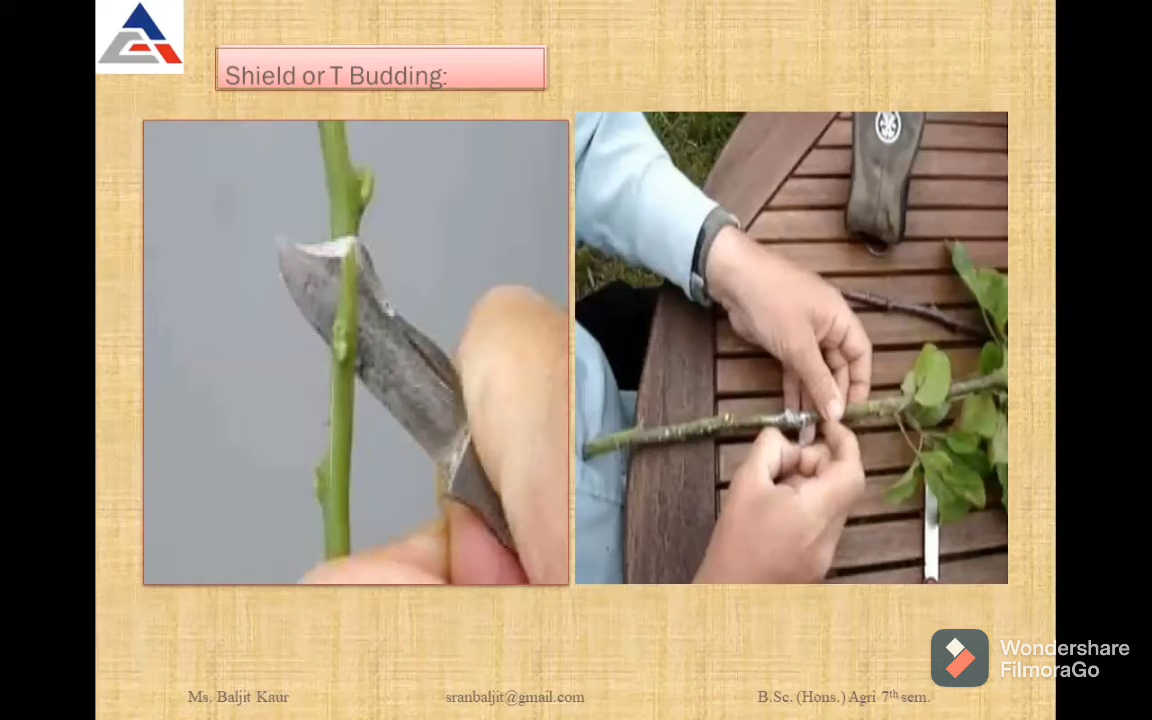 Shield or T Budding:
Wondershare
FilmoraGo
Ms. Baljit Kaur sranbaljit@gmail.com B.Sc. (Hons.) Agri 7th sem.